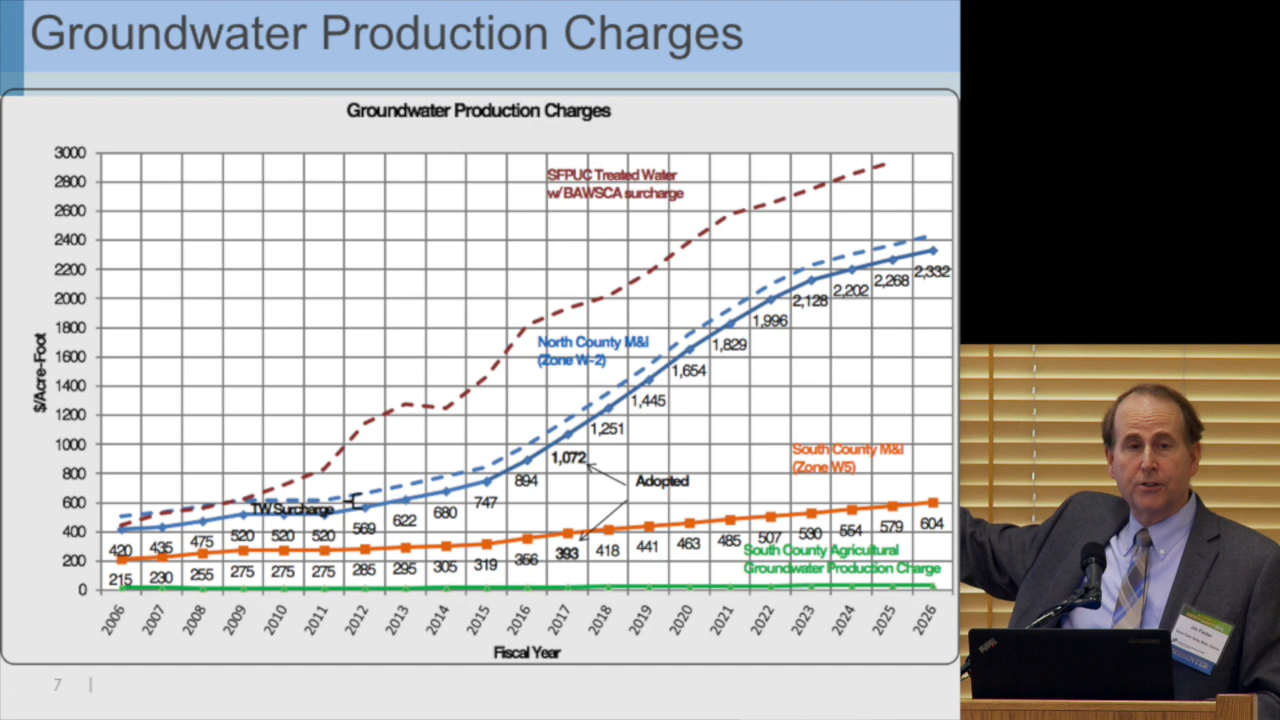 Groundwater Production Charges
Groundwater Production Charges
3000
2800
2600
2400
2200
2000
1800
1600
1400
1200
1000
800
600
400
200
0
$/Acre-Foot
SFPUC Treated Water
w/ BAWSCA surcharge
North County M&I
(Zone W-2)
South County M&I
(Zone W5)
South County Agricultural
Groundwater Production Charge
TW Surcharge
Adopted
420 435 475 520 520 520 569 622 680 747 894 1,072 1,251 1,445 1,654 1,829 1,996 2,128 2,202 2,268 2,332
215 230 255 275 275 275 285 295 305 319 356 393 418 441 463 485 507 530 554 579 604
2006 2007 2008 2009 2010 2011 2012 2013 2014 2015 2016 2017 2018 2019 2020 2021 2022 2023 2024 2025 2026
Fiscal Year
7
ThinkPad